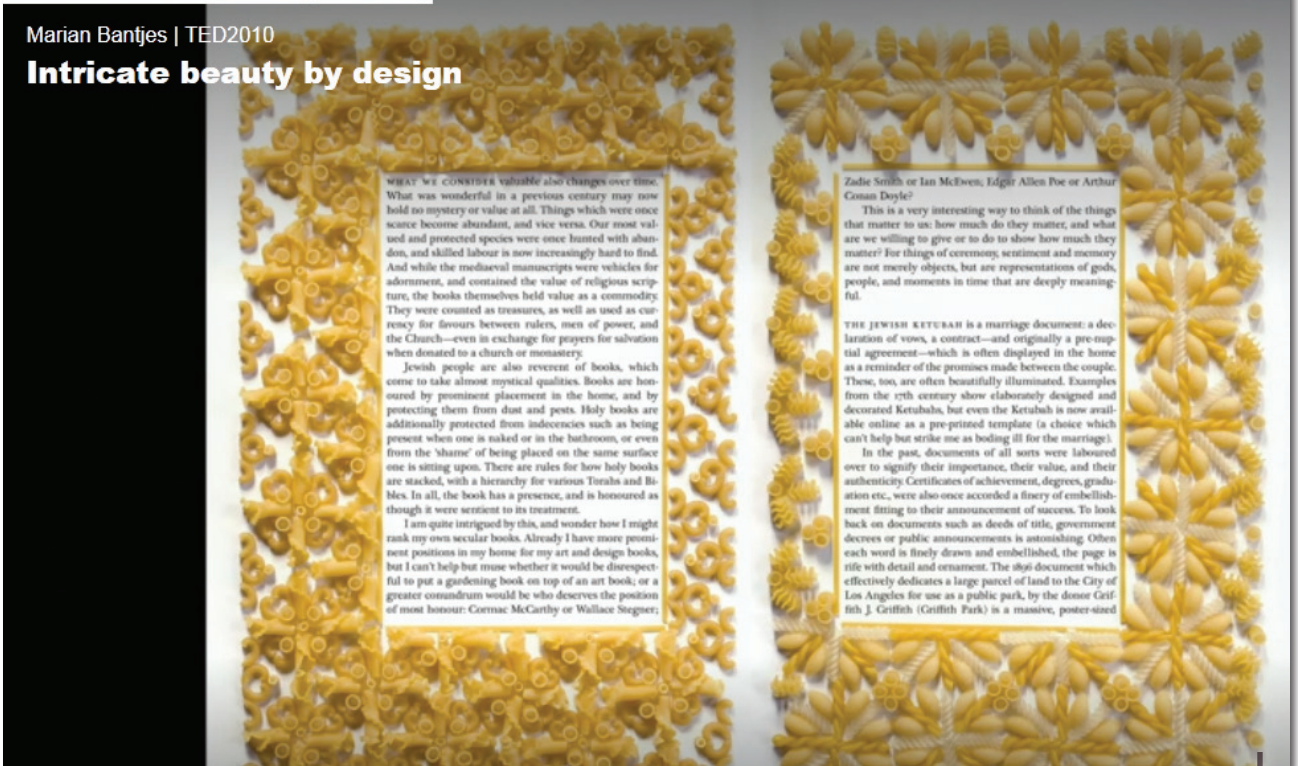 Marian Bantjes | TED2010
Intricate beauty by design
WHAT WE CONSIDER valuable also changes over time.
What was wonderful in a previous century may now
hold no mystery or value at all. Things which were once
scarce become abundant, and vice versa. Our most val-
ued and protected species were once hunted with aban-
don, and skilled labour is now increasingly hard to find.
And while the mediaeval manuscripts were vehicles for
adornment, and contained the value of religious scrip-
ture, the books themselves held value as a commodity.
They were counted as treasures, as well as used as cur-
rency for favours between rulers, men of power, and
the Church—even in exchange for prayers for salvation
when donated to a church or monastery.
Jewish people are also reverent of books, which
come to take almost mystical qualities. Books are hon-
oured by prominent placement in the home, and by
protecting them from dust and pests. Holy books are
additionally protected from indecencies such as being
present when one is naked or in the bathroom, or even
from the 'shame' of being placed on the same surface
one is sitting upon. There are rules for how holy books
are stacked, with a hierarchy for various Torahs and Bi-
bles. In all, the book has a presence, and is honoured as
though it were sentient to its treatment.
I am quite intrigued by this, and wonder how I might
rank my own secular books. Already I have more promi-
nent positions in my home for my art and design books,
but I can't help but muse whether it would be disrespect-
ful to put a gardening book on top of an art book; or a
greater conundrum would be who deserves the position
of most honour: Cormac McCarthy or Wallace Stegner;
Zadie Smith or Ian McEwen; Edgar Allen Poe or Arthur
Conan Doyle?
This is a very interesting way to think of the things
that matter to us: how much do they matter, and what
are we willing to give or to do to show how much they
matter? For things of ceremony, sentiment and memory
are not merely objects, but are representations of gods,
people, and moments in time that are deeply meaning-
ful.
THE JEWISH KETUBAH is a marriage document: a dec-
laration of vows, a contract—and originally a pre-nup-
tial agreement—which is often displayed in the home
as a reminder of the promises made between the couple.
These, too, are often beautifully illuminated. Examples
from the 17th century show elaborately designed and
decorated Ketubahs, but even the Ketubah is now avail-
able online as a pre-printed template (a choice which
can't help but strike me as boding ill for the marriage).
In the past, documents of all sorts were laboured
over to signify their importance, their value, and their
authenticity. Certificates of achievement, degrees, gradu-
ation etc., were also once accorded a finery of embellish-
ment fitting to their announcement of success. To look
back on documents such as deeds of title, government
decrees or public announcements is astonishing. Often
each word is finely drawn and embellished, the page is
rife with detail and ornament. The 1896 document which
effectively dedicates a large parcel of land to the City of
Los Angeles for use as a public park, by the donor Grif-
fith J. Griffith (Griffith Park) is a massive, poster-sized